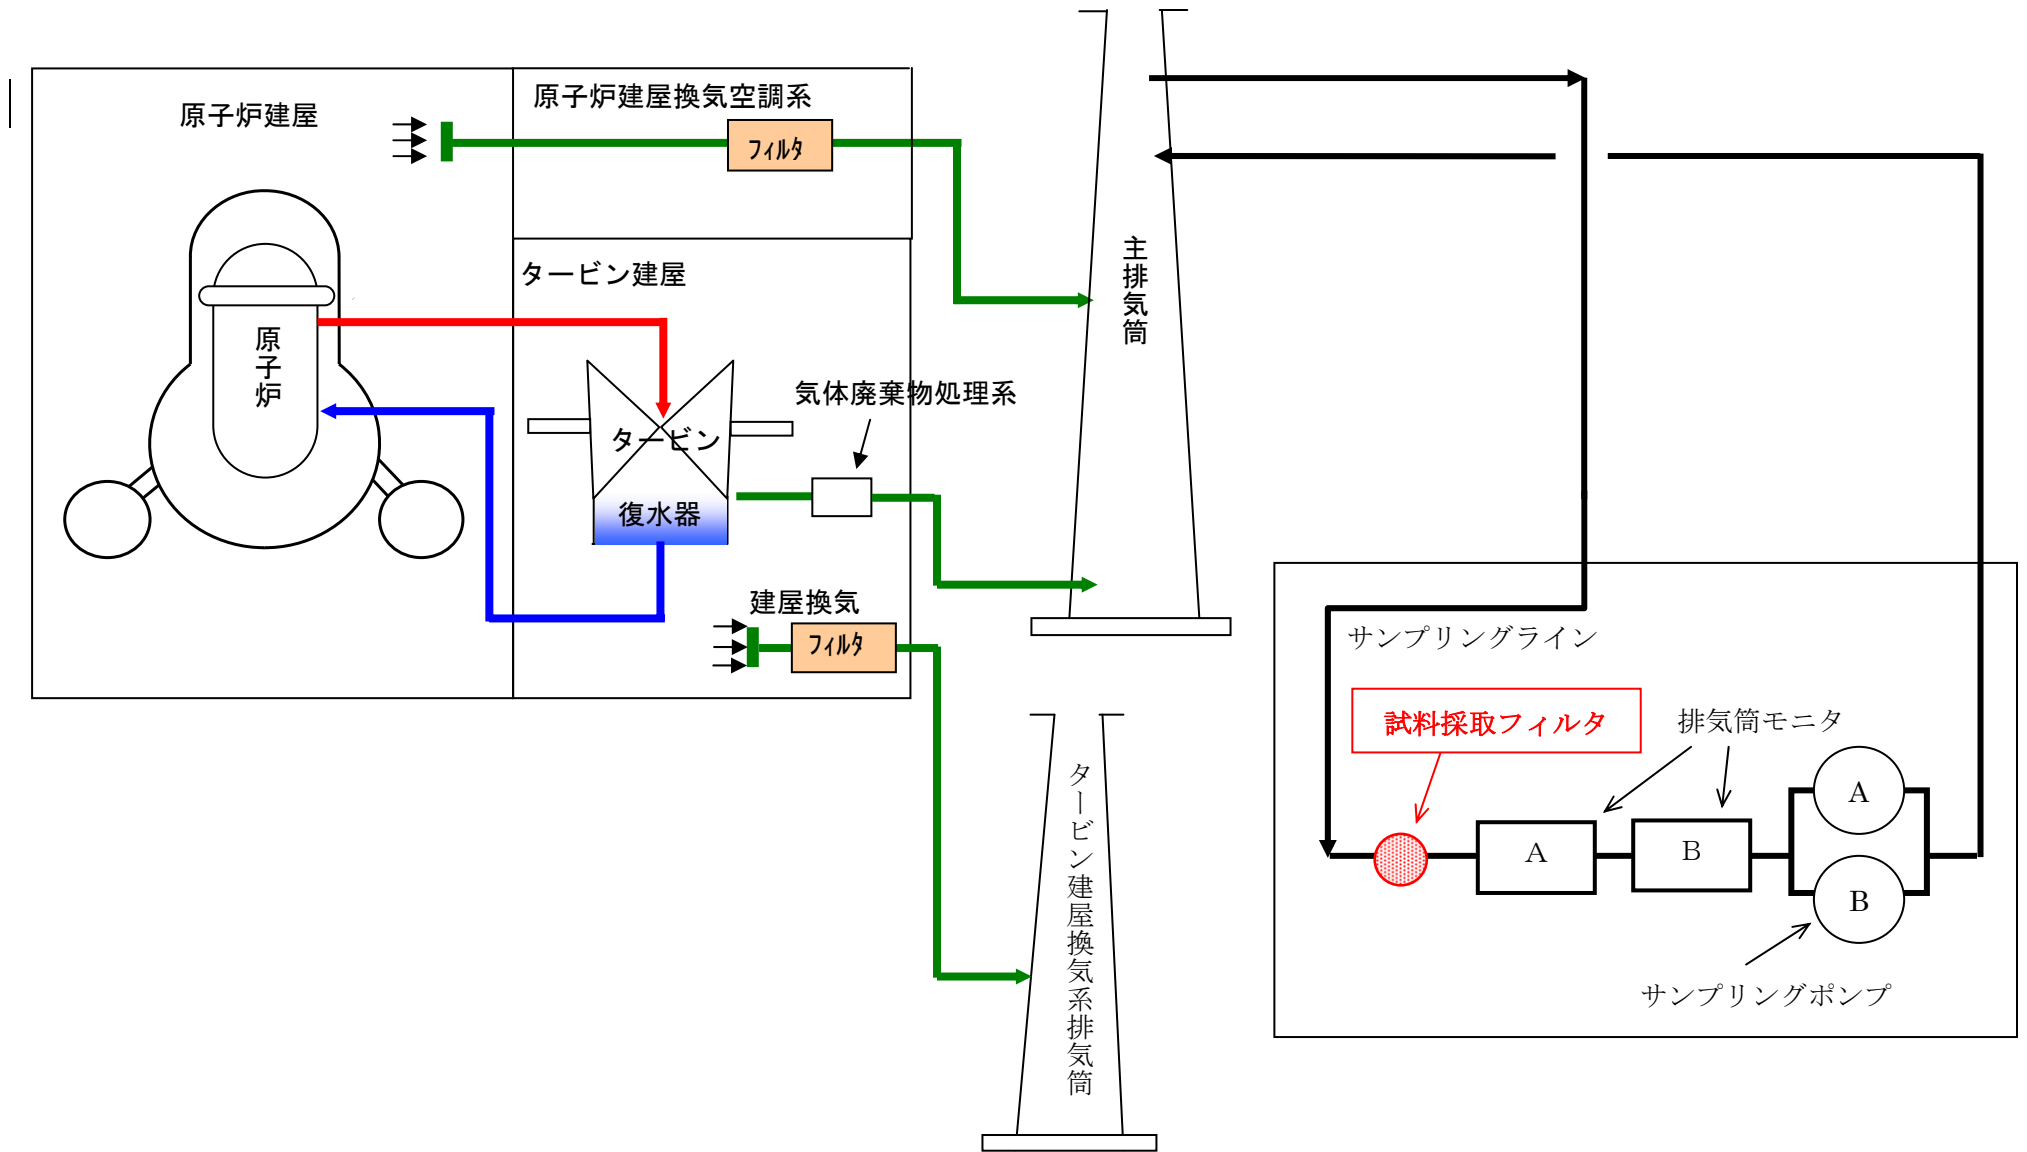 原子炉建屋
原子炉建屋換気空調系
ﾌｨﾙﾀ
主排気筒
タービン建屋
原子炉
気体廃棄物処理系
タービン
復水器
建屋換気
ﾌｨﾙﾀ
サンプリングライン
試料採取フィルタ
排気筒モニタ
タービン建屋換気系排気筒
A
B
A
B
サンプリングポンプ